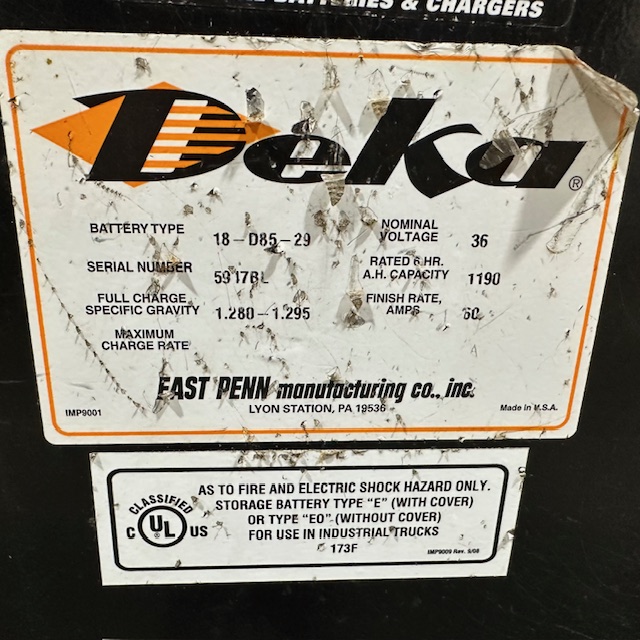 BATTERIES & CHARGERS
Deka®
BATTERY TYPE 18-D85-29
NOMINAL VOLTAGE 36
SERIAL NUMBER
RATED 6 HR. A.H. CAPACITY 1190
FULL CHARGE SPECIFIC GRAVITY 1.280-1.295
FINISH RATE, AMPS 60
MAXIMUM CHARGE RATE
EAST PENN manufacturing co., inc.
LYON STATION, PA 19536
IMP9001
Made in U.S.A.
CLASSIFIED
C UL US
AS TO FIRE AND ELECTRIC SHOCK HAZARD ONLY.
STORAGE BATTERY TYPE "E" (WITH COVER)
OR TYPE "EO" (WITHOUT COVER)
FOR USE IN INDUSTRIAL TRUCKS
173F
IMP9009 Rev. 5/08